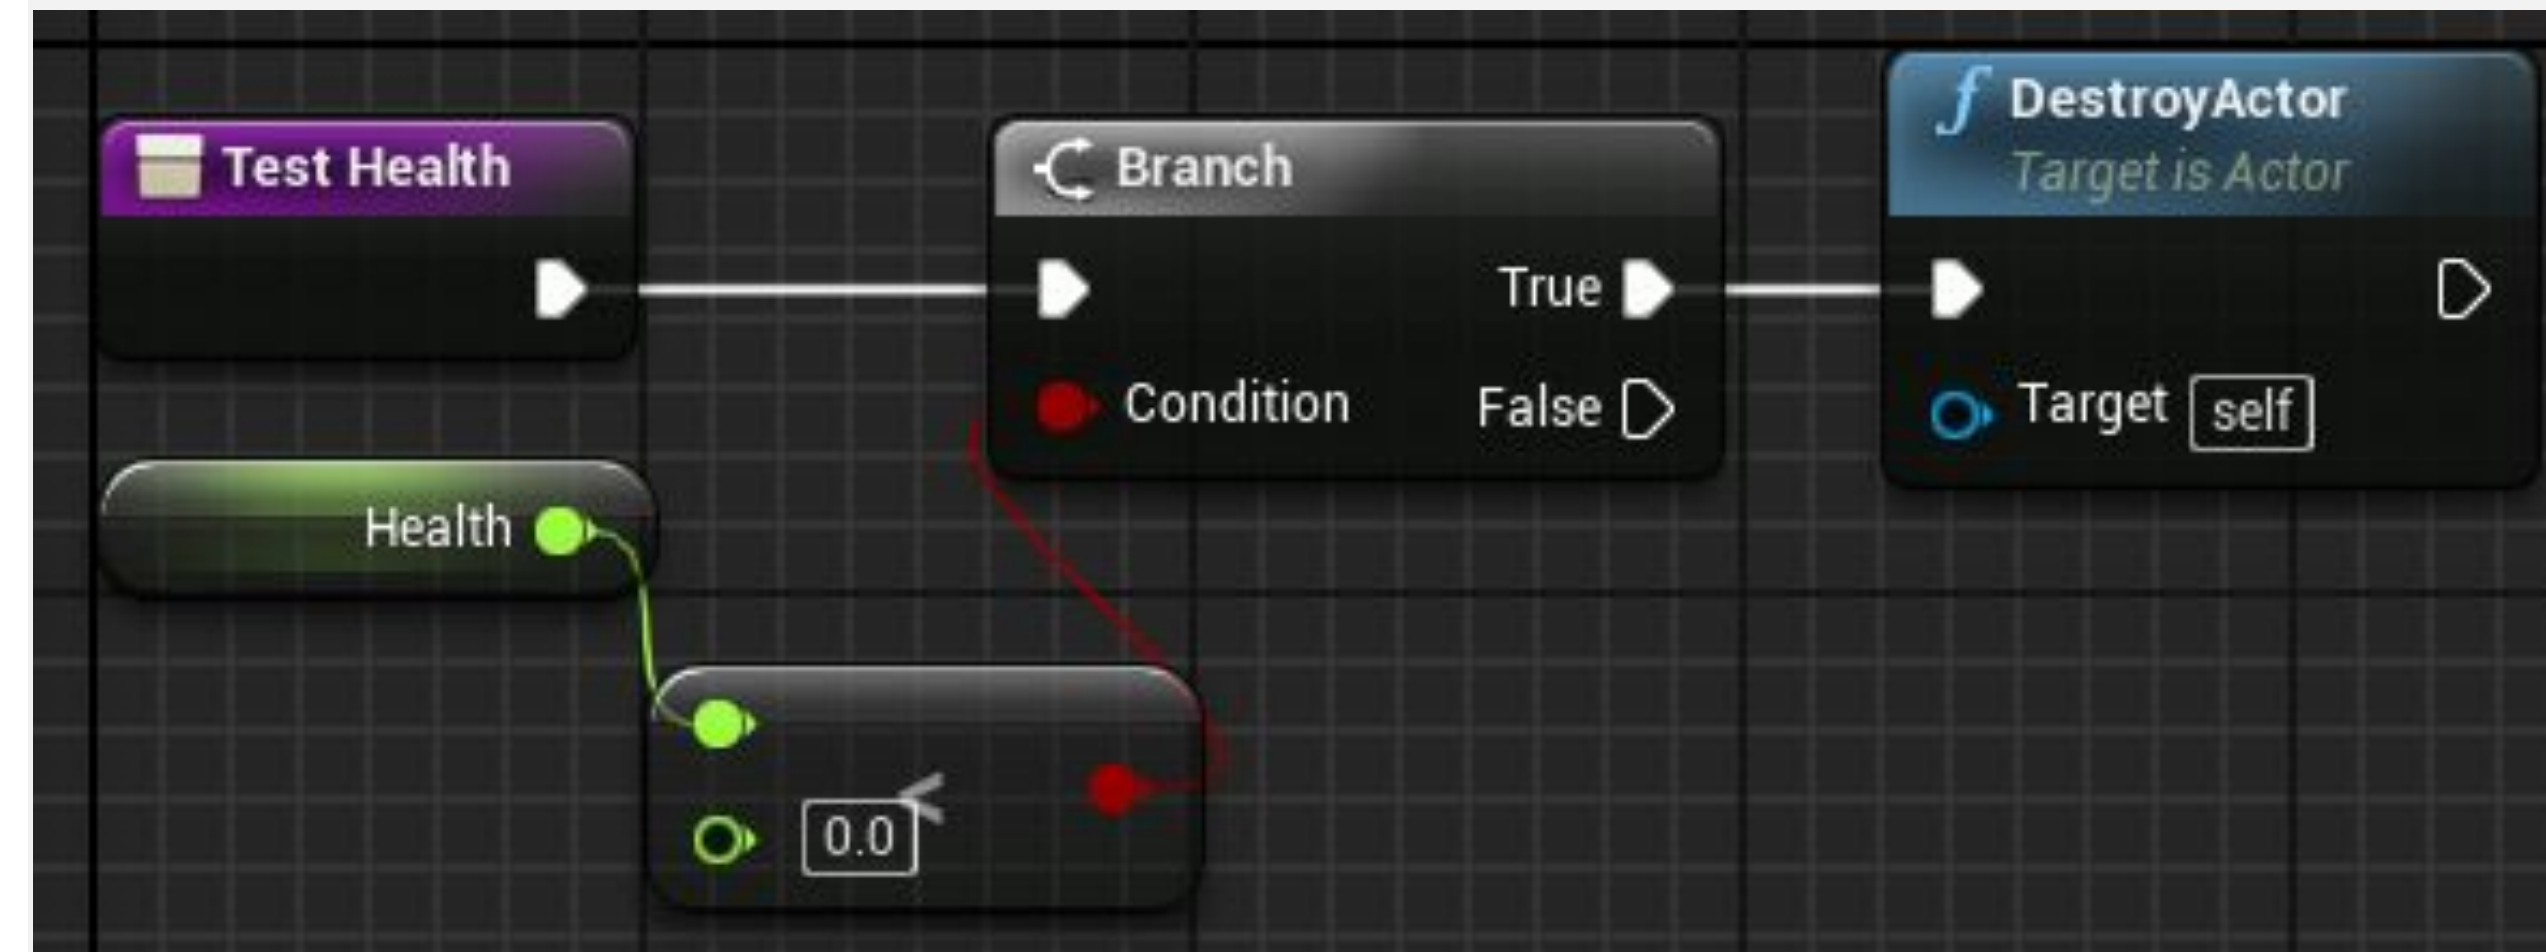 Test Health
Branch
DestroyActor
Target is Actor
True
Condition
False
Target self
Health
<
0.0